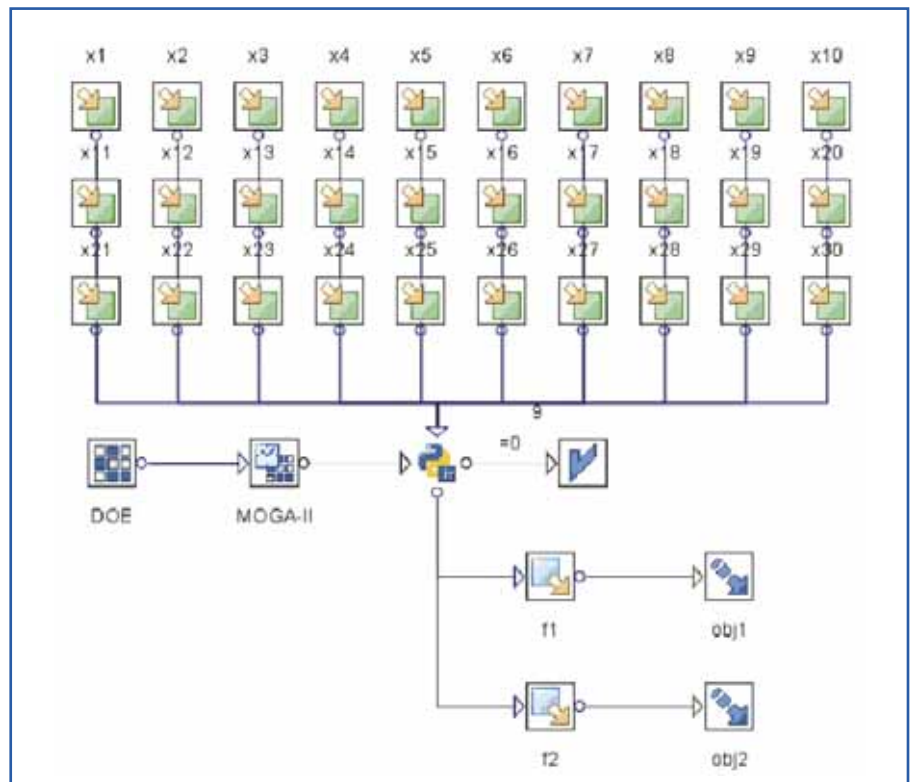 x1 x2 x3 x4 x5 x6 x7 x8 x9 x10
x11 x12 x13 x14 x15 x16 x17 x18 x19 x20
x21 x22 x23 x24 x25 x26 x27 x28 x29 x30
9
=0
DOE MOGA-II
f1 obj1
f2 obj2